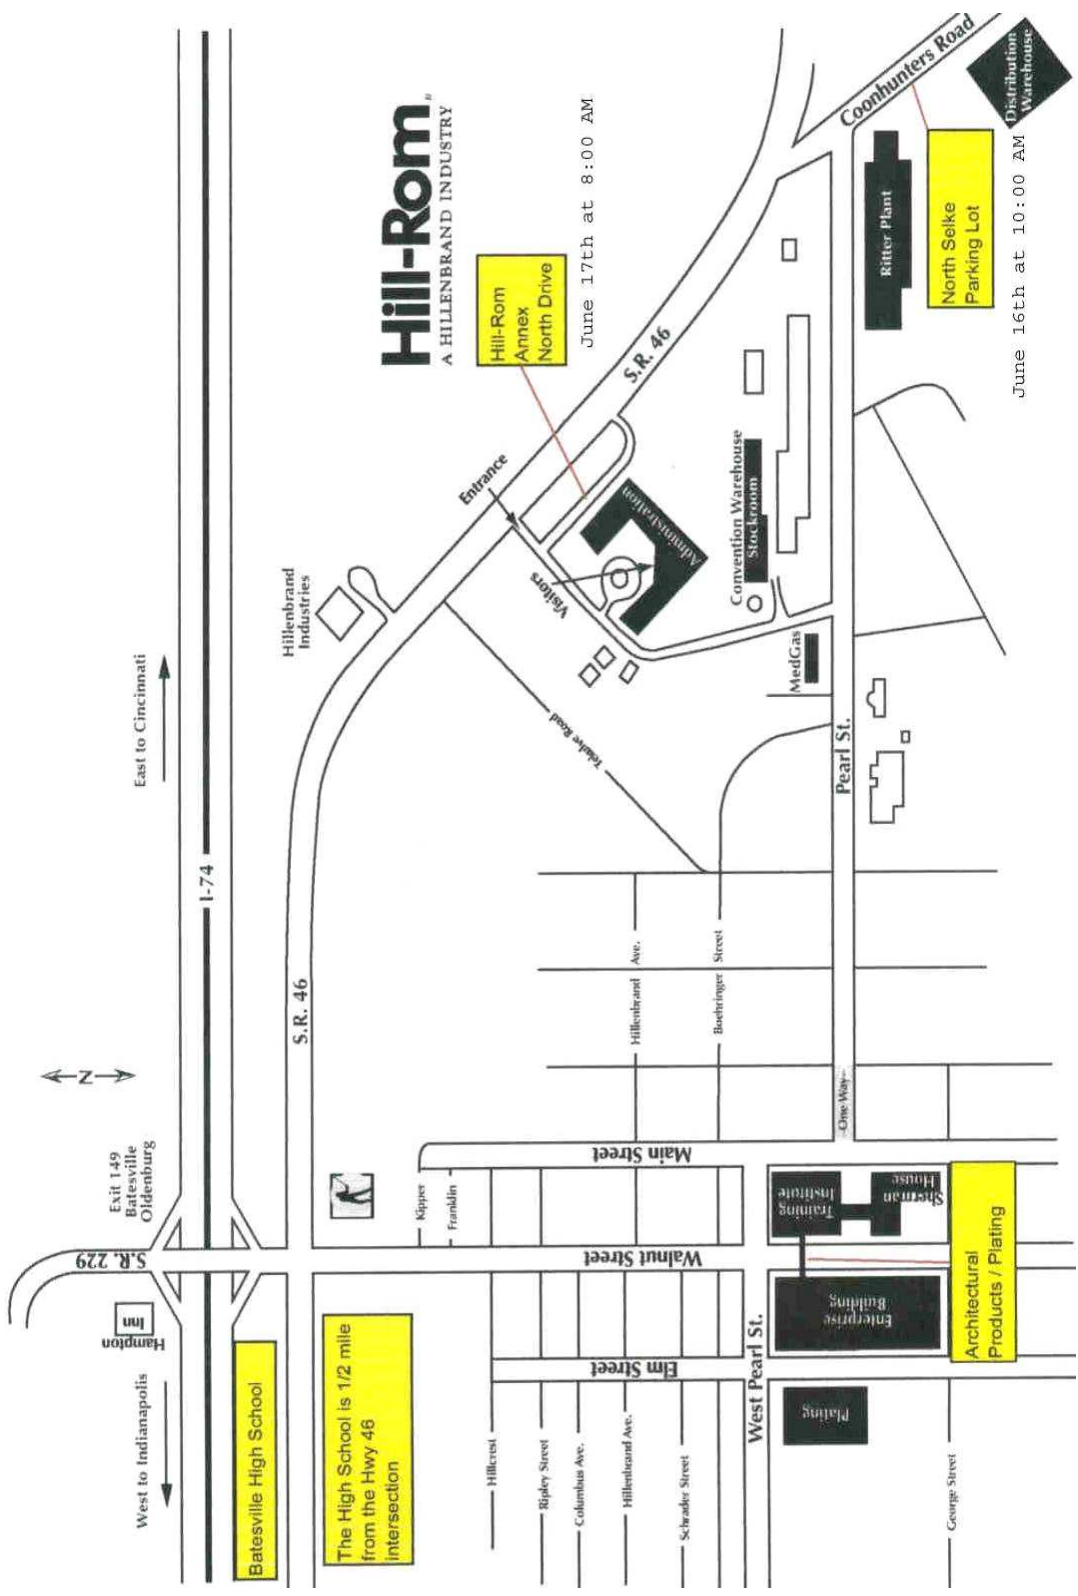 Hill-Rom
A HILLENBRAND INDUSTRY
East to Cincinnati
West to Indianapolis
I-74
N
Exit 149
Batesville
Oldenburg
S.R. 229
Hampton
Inn
Batesville High School
The High School is 1/2 mile
from the Hwy 46
intersection
S.R. 46
Hillenbrand
Industries
Entrance
Visitors
Administration
S.R. 46
Hill-Rom
Annex
North Drive
June 17th at 8:00 AM
Convention Warehouse
Stockroom
MedGas
Pearl St.
Coonhunters Road
Distribution
Warehouse
Ritter Plant
North Selke
Parking Lot
June 16th at 10:00 AM
Hillenbrand Ave.
Boehringer Street
-One Way-
Main Street
Kipper
Franklin
Walnut Street
Elm Street
Hillcrest
Ripley Street
Columbus Ave.
Hillenbrand Ave.
Schrader Street
West Pearl St.
George Street
Training
Institute
Sherman
House
Enterprise
Building
Plating
Architectural
Products / Plating